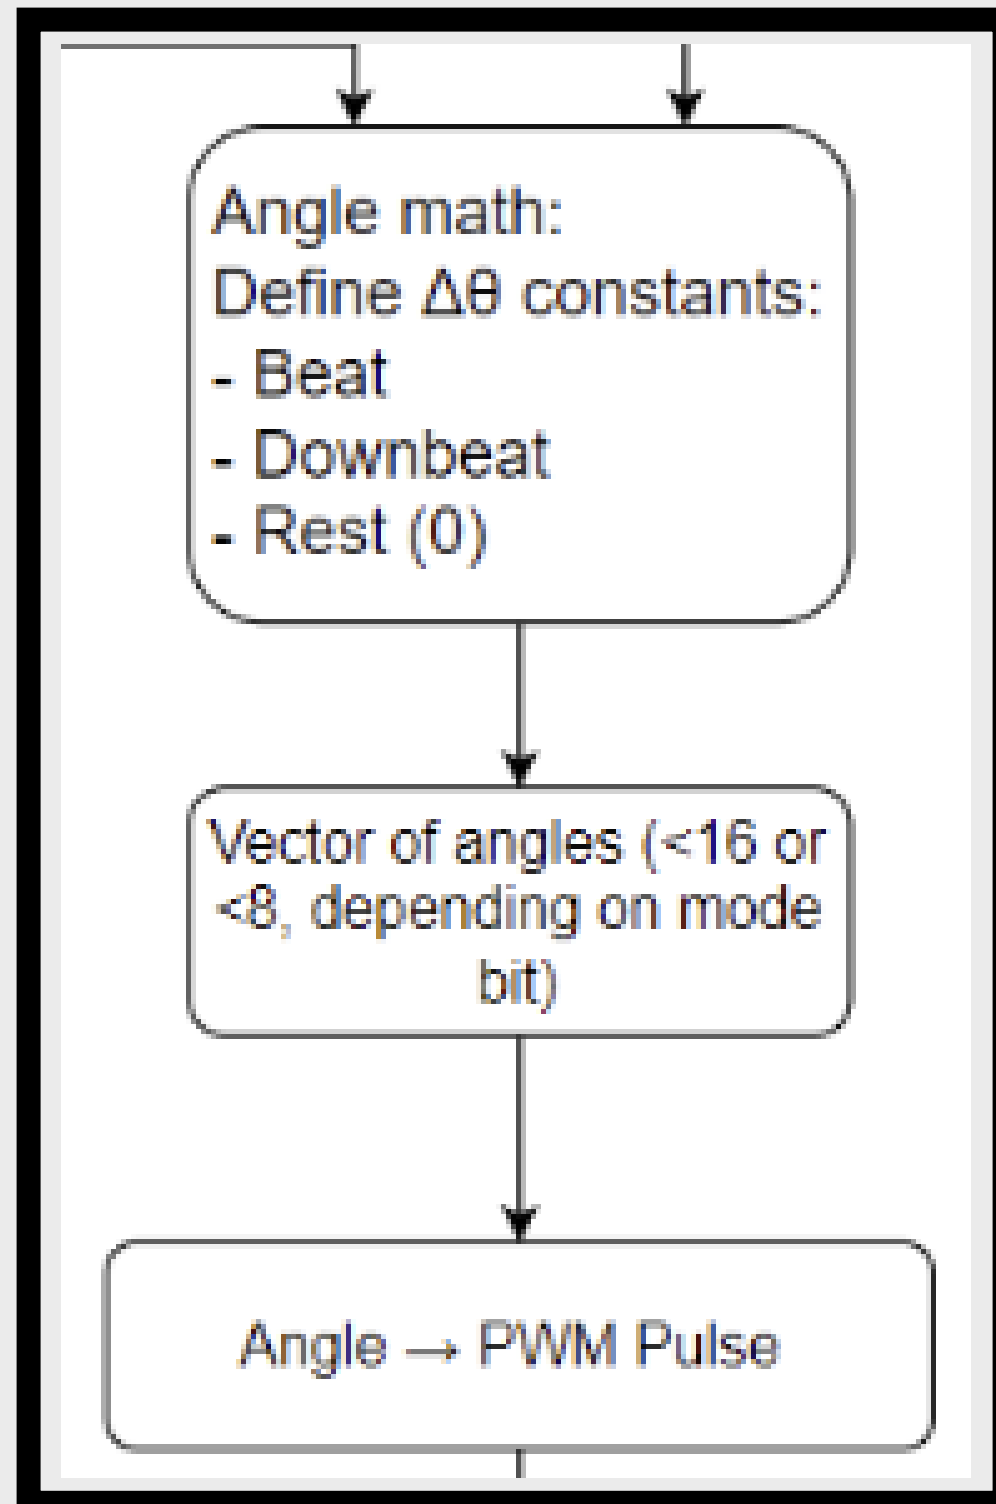 Angle math:
Define Δθ constants:
- Beat
- Downbeat
- Rest (0)
Vector of angles (<16 or
<8, depending on mode
bit)
Angle → PWM Pulse